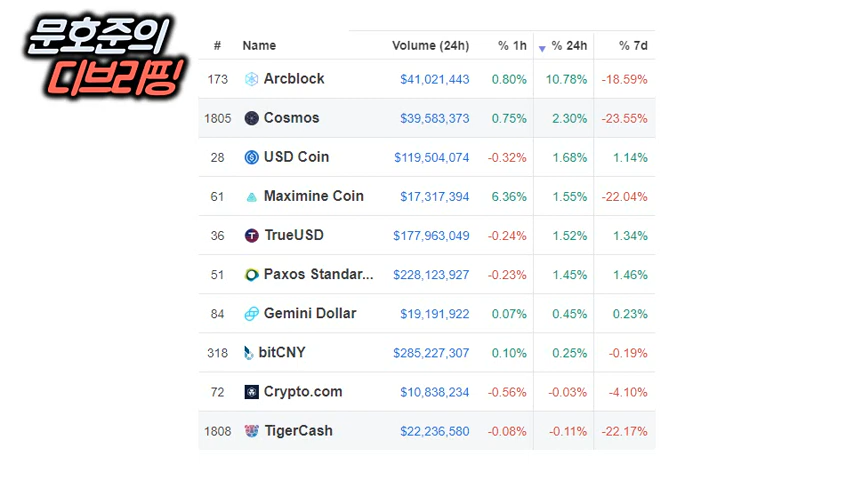 문호준의
디브리핑
# Name Volume (24h) % 1h % 24h % 7d
173 Arcblock $41,021,443 0.80% 10.78% -18.59%
1805 Cosmos $39,583,373 0.75% 2.30% -23.55%
28 USD Coin $119,504,074 -0.32% 1.68% 1.14%
61 Maximine Coin $17,317,394 6.36% 1.55% -22.04%
36 TrueUSD $177,963,049 -0.24% 1.52% 1.34%
51 Paxos Standar... $228,123,927 -0.23% 1.45% 1.46%
84 Gemini Dollar $19,191,922 0.07% 0.45% 0.23%
318 bitCNY $285,227,307 0.10% 0.25% -0.19%
72 Crypto.com $10,838,234 -0.56% -0.03% -4.10%
1808 TigerCash $22,236,580 -0.08% -0.11% -22.17%